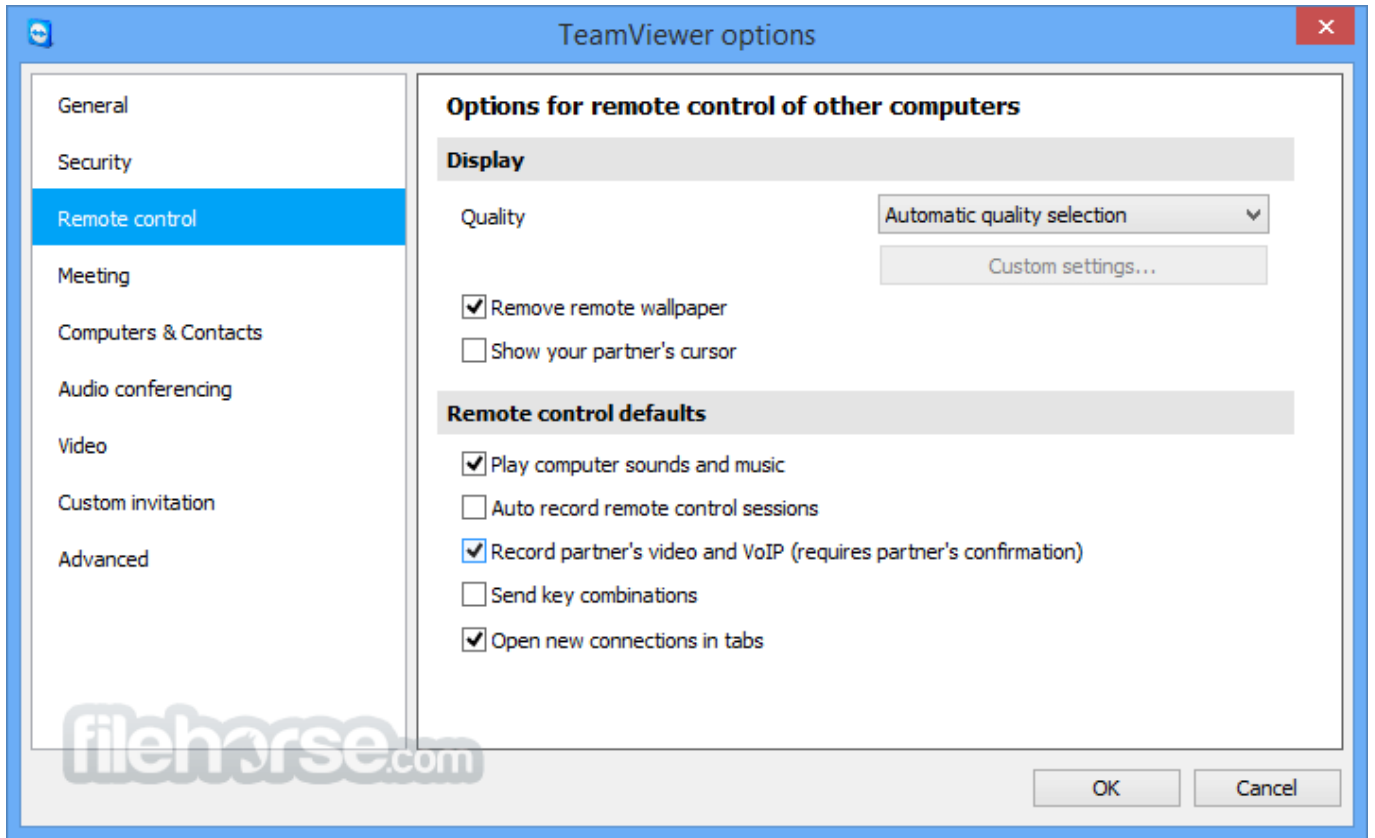 TeamViewer options
General
Security
Remote control
Meeting
Computers & Contacts
Audio conferencing
Video
Custom invitation
Advanced
Options for remote control of other computers
Display
Quality
Automatic quality selection
Custom settings...
Remove remote wallpaper
Show your partner's cursor
Remote control defaults
Play computer sounds and music
Auto record remote control sessions
Record partner's video and VoIP (requires partner's confirmation)
Send key combinations
Open new connections in tabs
filehorse.com
OK
Cancel